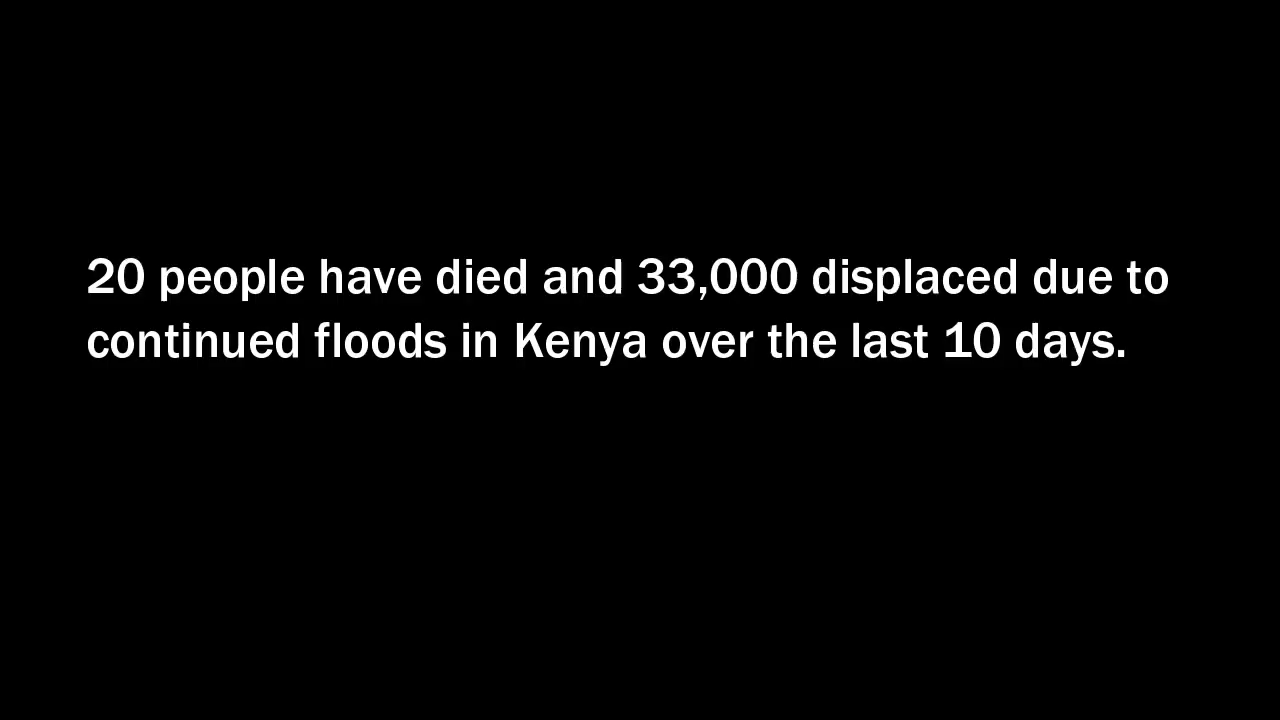 20 people have died and 33,000 displaced due to
continued floods in Kenya over the last 10 days.